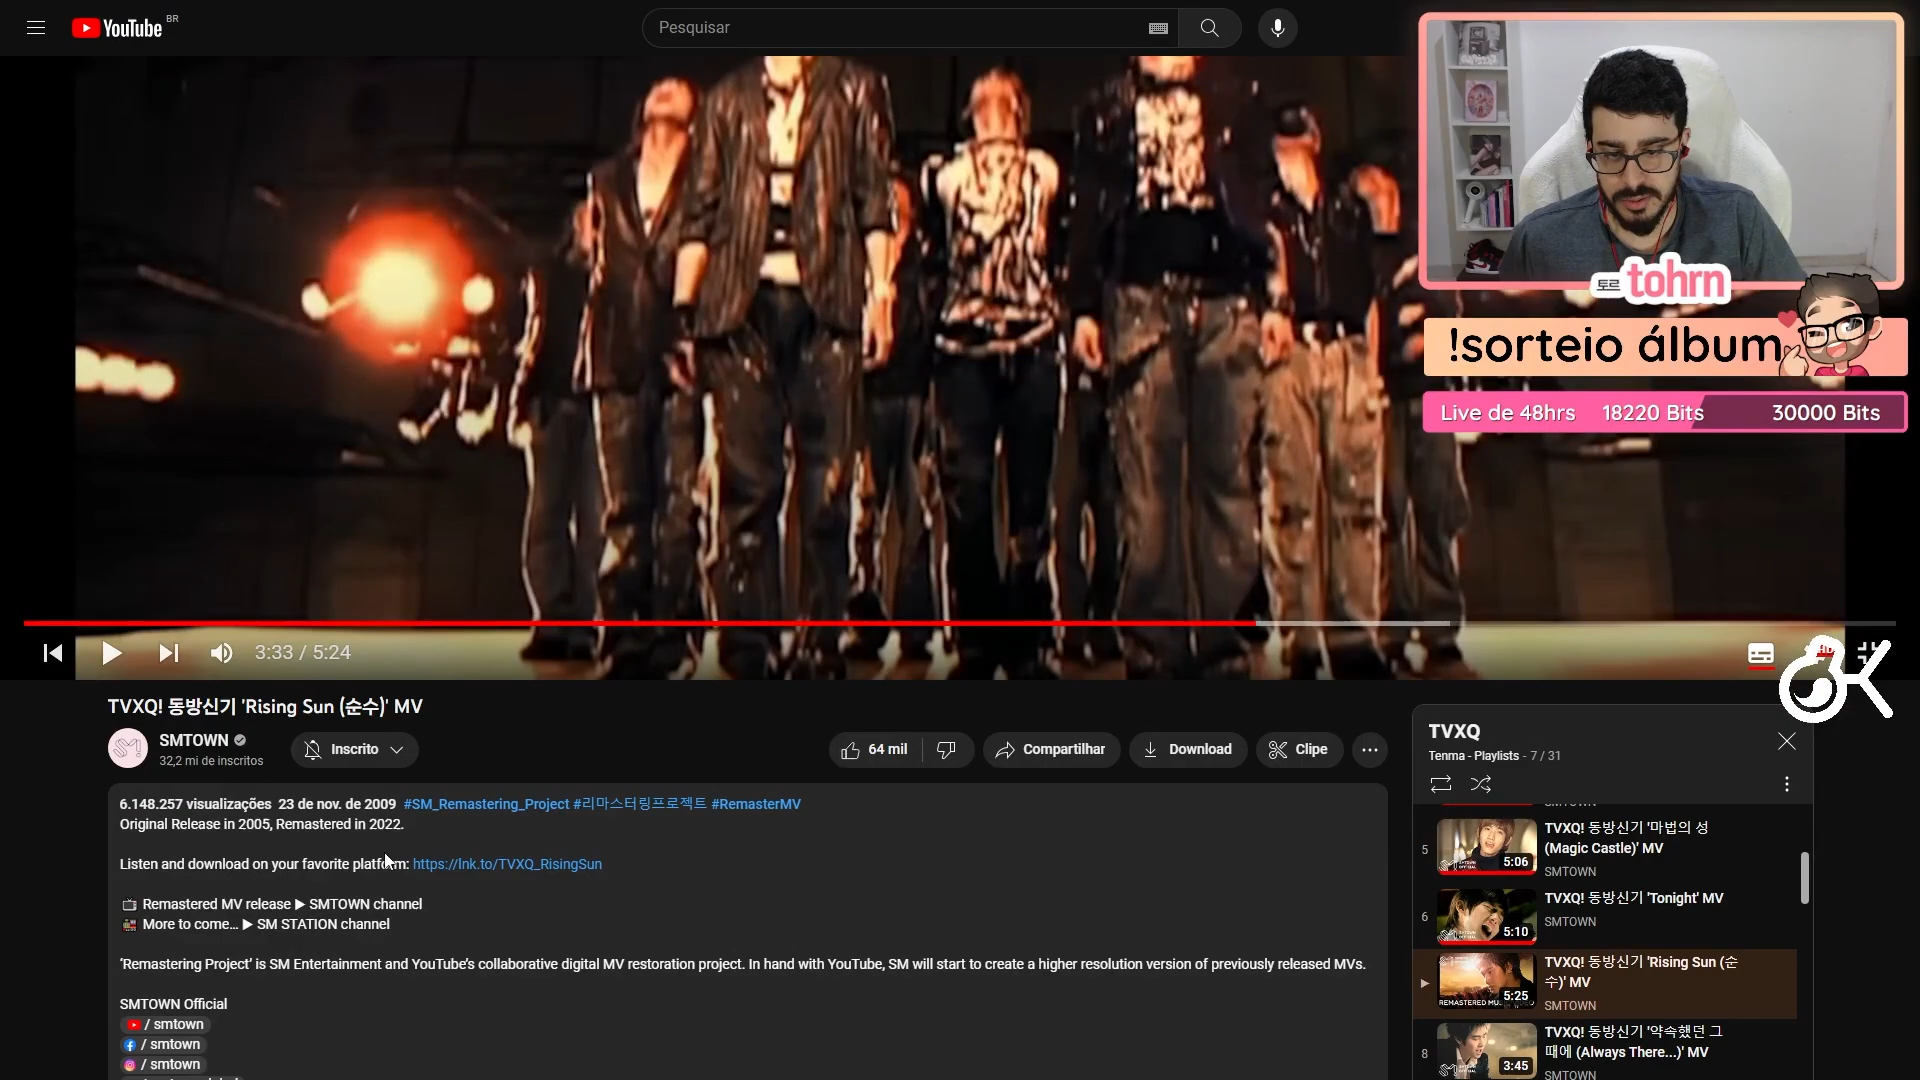 YouTube BR
Pesquisar
토르 tohrn
!sorteio álbum
Live de 48hrs 18220 Bits 30000 Bits
3:33 / 5:24
HD
OK
TVXQ! 동방신기 'Rising Sun (순수)' MV
SMTOWN
32,2 mi de inscritos
Inscrito
64 mil
Compartilhar
Download
Clipe
6.148.257 visualizações 23 de nov. de 2009 #SM_Remastering_Project #리마스터링프로젝트 #RemasterMV
Original Release in 2005, Remastered in 2022.
Listen and download on your favorite platform: https://lnk.to/TVXQ_RisingSun
Remastered MV release ▶ SMTOWN channel
More to come... ▶ SM STATION channel
‘Remastering Project’ is SM Entertainment and YouTube’s collaborative digital MV restoration project. In hand with YouTube, SM will start to create a higher resolution version of previously released MVs.
SMTOWN Official
/ smtown
/ smtown
/ smtown
TVXQ
Tenma - Playlists - 7 / 31
SMTOWN
5
5:06
TVXQ! 동방신기 '마법의 성
(Magic Castle)' MV
SMTOWN
6
5:10
TVXQ! 동방신기 'Tonight' MV
SMTOWN
5:25
TVXQ! 동방신기 'Rising Sun (순
수)' MV
SMTOWN
8
3:45
TVXQ! 동방신기 '약속했던 그
때에 (Always There...)' MV
SMTOWN